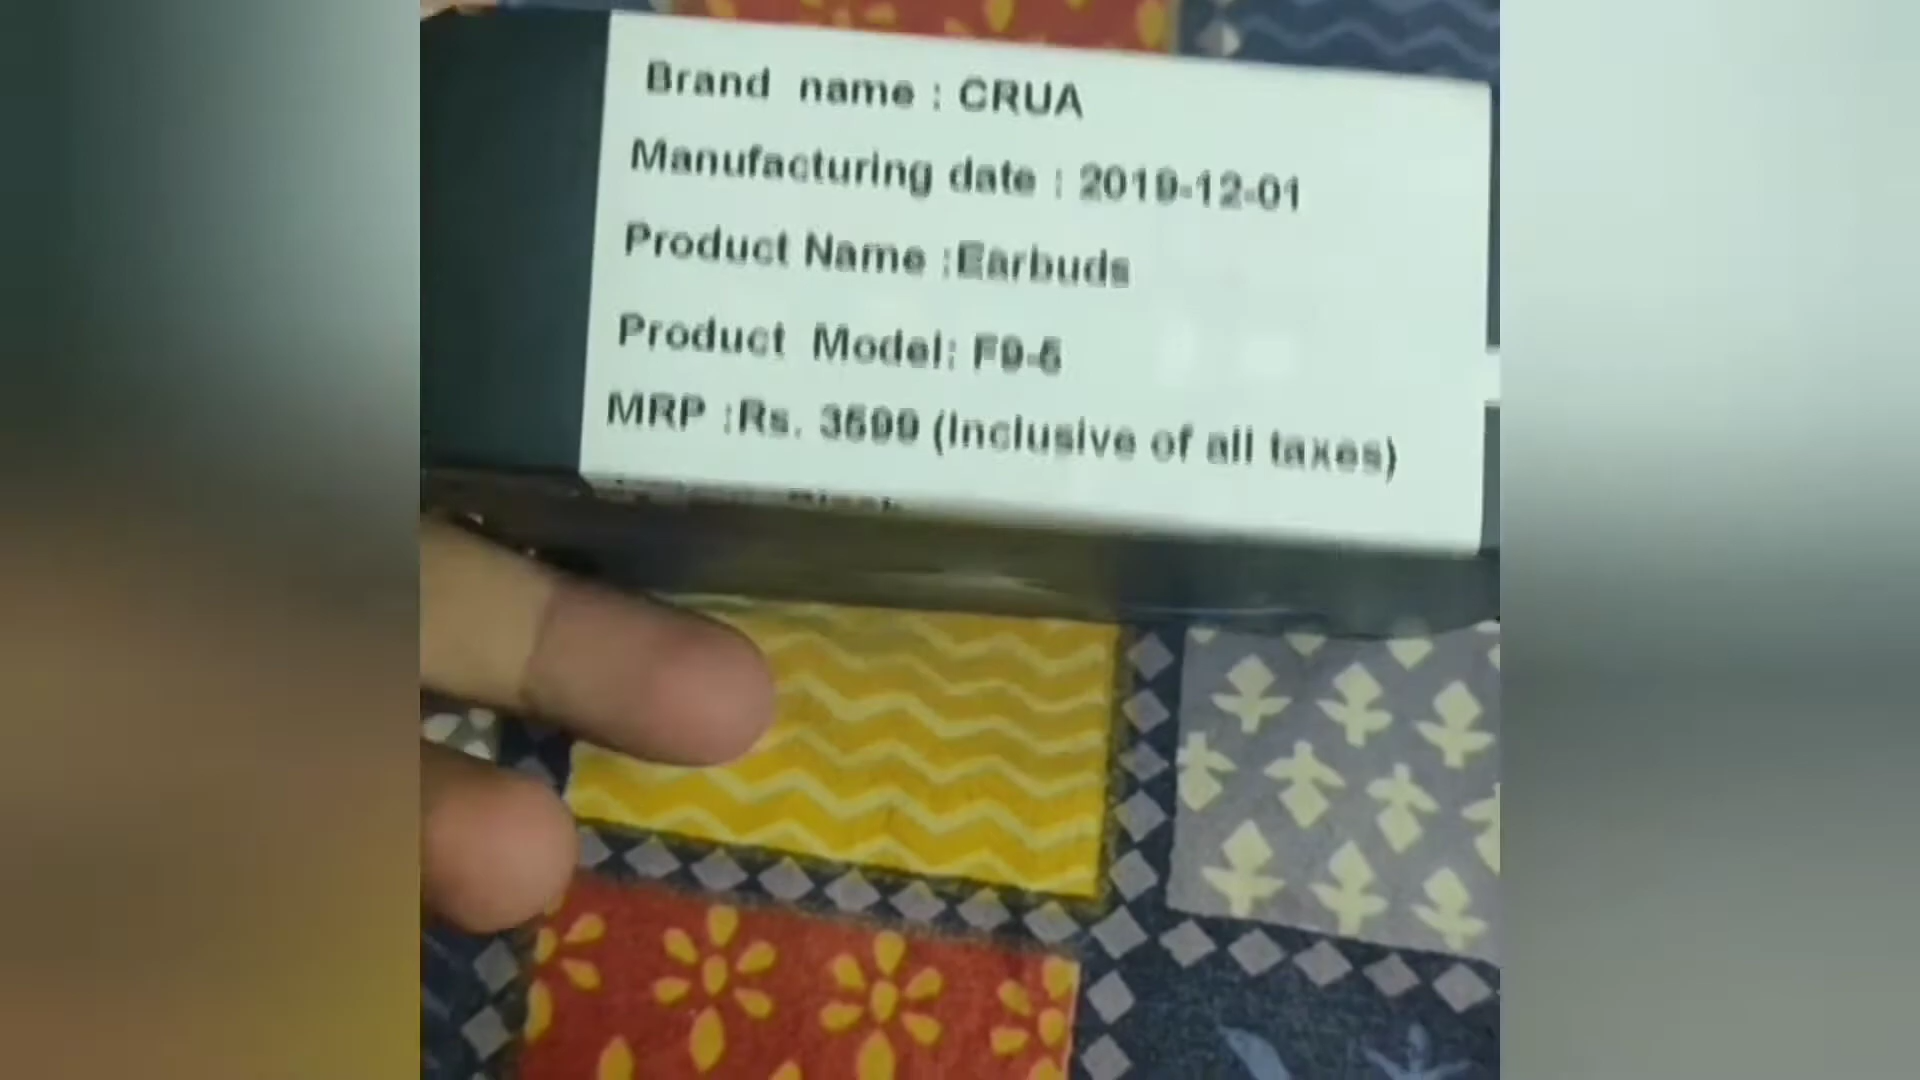 Brand name : CRUA
Manufacturing date : 2019-12-01
Product Name :Earbuds
Product Model: F9-5
MRP :Rs. 3599 (Inclusive of all taxes)